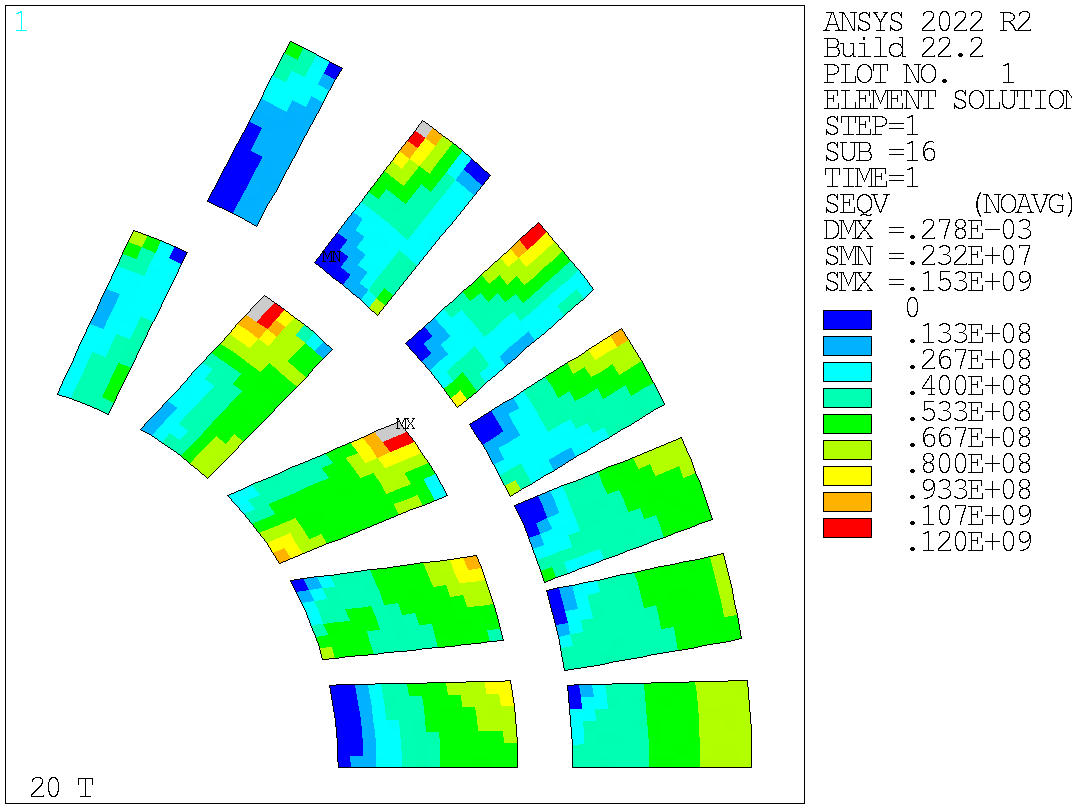 1
ANSYS 2022 R2
Build 22.2
PLOT NO. 1
ELEMENT SOLUTION
STEP=1
SUB =16
TIME=1
SEQV (NOAVG)
DMX =.278E-03
SMN =.232E+07
SMX =.153E+09
0
.133E+08
.267E+08
.400E+08
.533E+08
.667E+08
.800E+08
.933E+08
.107E+09
.120E+09
MN
MX
20 T